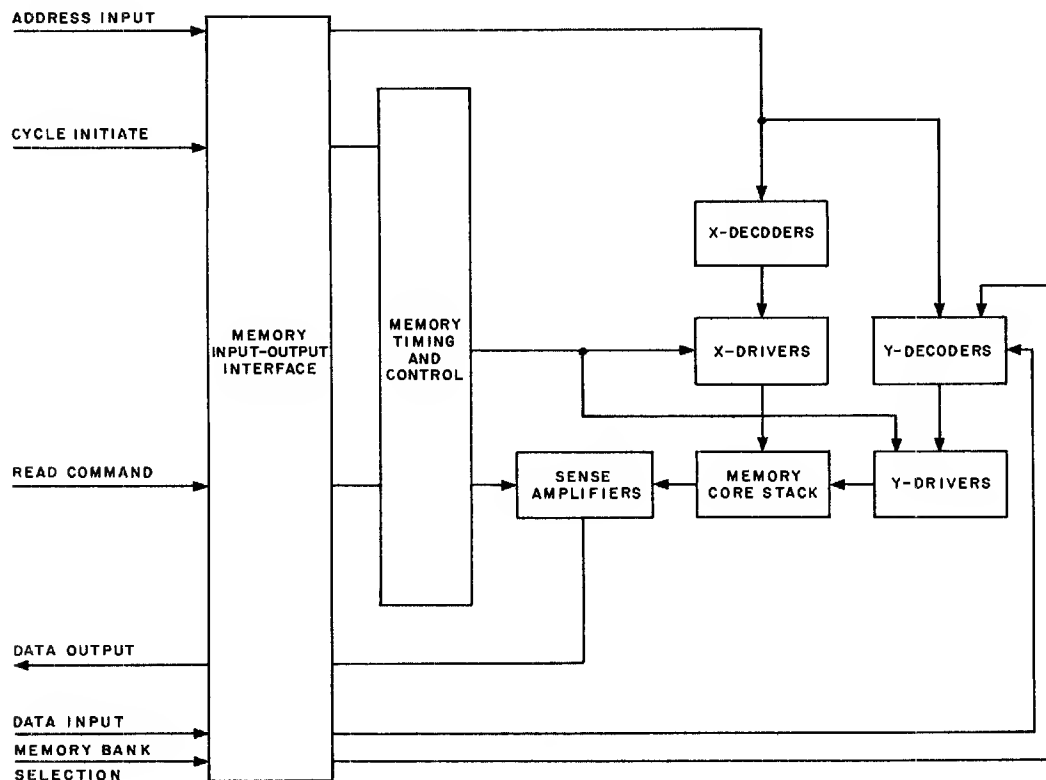 ADDRESS INPUT
CYCLE INITIATE
X-DECDDERS
MEMORY
INPUT-OUTPUT
INTERFACE
MEMORY
TIMING
AND
CONTROL
X-DRIVERS
Y-DECODERS
READ COMMAND
SENSE
AMPLIFIERS
MEMORY
CORE STACK
Y-DRIVERS
DATA OUTPUT
DATA INPUT
MEMORY BANK
SELECTION